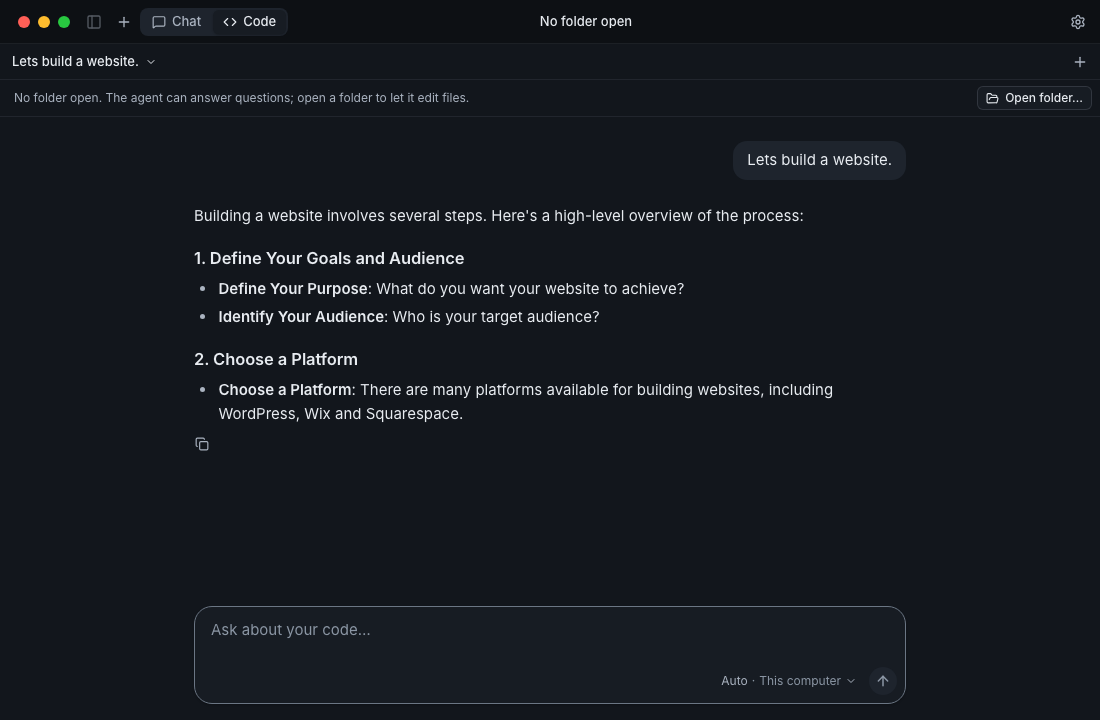 Chat
Code
No folder open
Lets build a website.
No folder open. The agent can answer questions; open a folder to let it edit files.
Open folder...
Lets build a website.
Building a website involves several steps. Here's a high-level overview of the process:
1. Define Your Goals and Audience
• Define Your Purpose: What do you want your website to achieve?
• Identify Your Audience: Who is your target audience?
2. Choose a Platform
• Choose a Platform: There are many platforms available for building websites, including
WordPress, Wix and Squarespace.
Ask about your code...
Auto · This computer